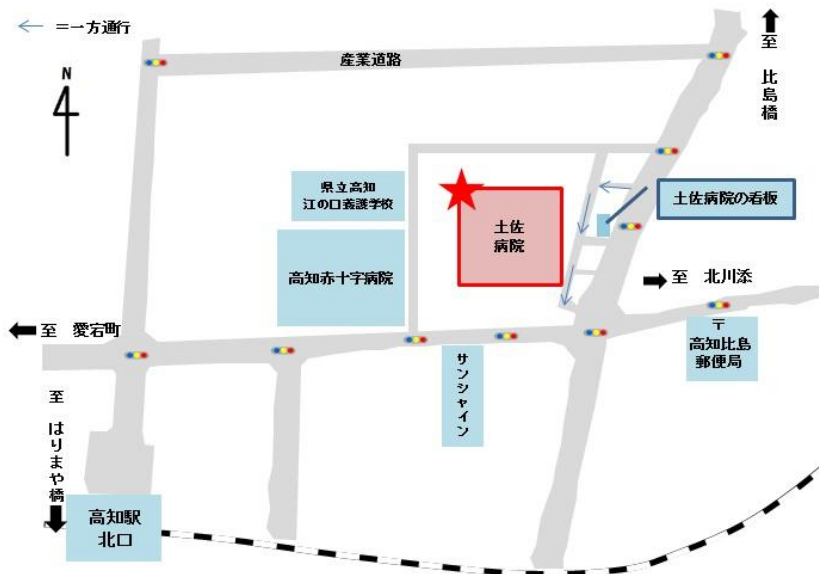 ＝一方通行
産業道路
至 比島橋
N
県立高知
江の口養護学校
土佐
病院
土佐病院の看板
高知赤十字病院
至 北川添
至 愛宕町
〒
高知比島
郵便局
サンシャイン
至 はりまや橋
高知駅
北口